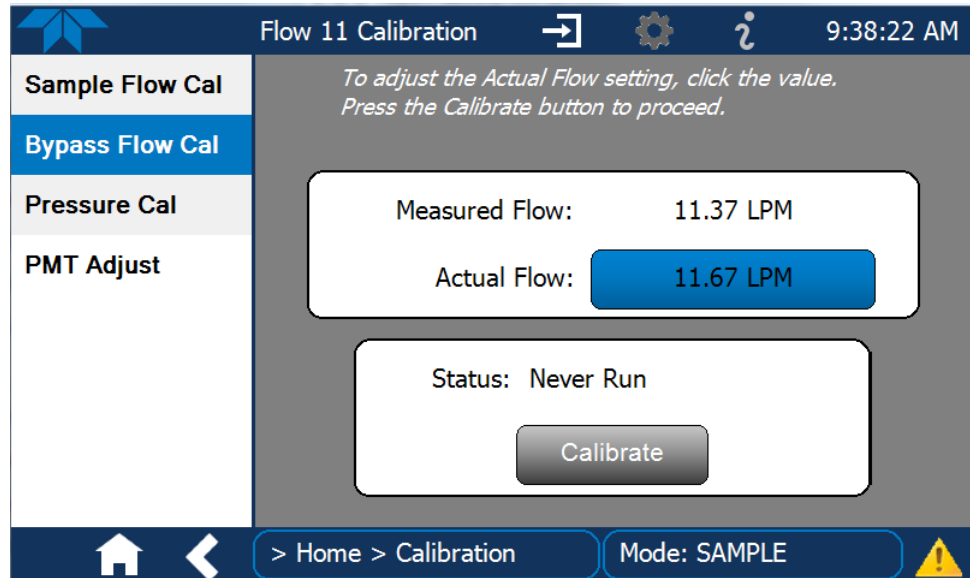 Flow 11 Calibration
9:38:22 AM
Sample Flow Cal
Bypass Flow Cal
Pressure Cal
PMT Adjust
To adjust the Actual Flow setting, click the value.
Press the Calibrate button to proceed.
Measured Flow: 11.37 LPM
Actual Flow: 11.67 LPM
Status: Never Run
Calibrate
> Home > Calibration
Mode: SAMPLE